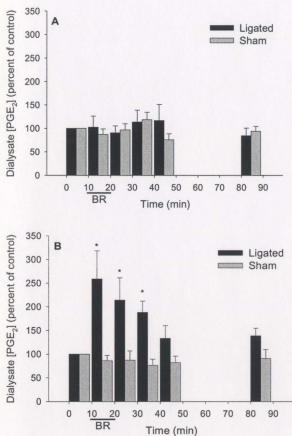 350
A
300
250
200
150
100
50
0
Dialysate [PGE₂] (percent of control)
Ligated
Sham
0 10 20 30 40 50 60 70 80 90
BR
Time (min)
350
B
300
250
200
150
100
50
0
Dialysate [PGE₂] (percent of control)
Ligated
Sham
*
*
*
0 10 20 30 40 50 60 70 80 90
BR
Time (min)